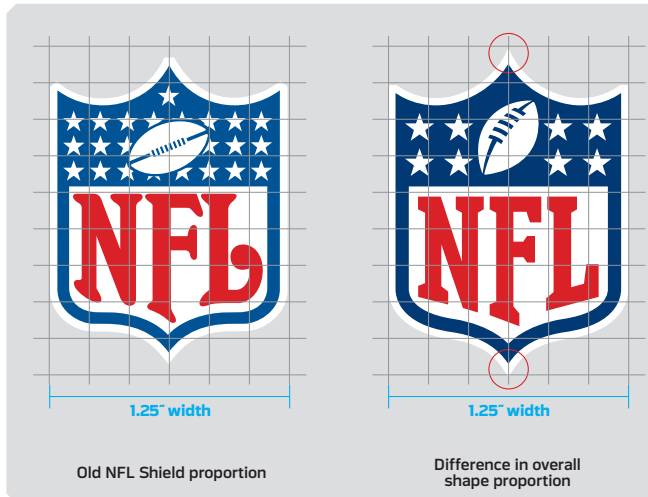 NFL
NFL
1.25˝ width
1.25˝ width
Old NFL Shield proportion
Difference in overall
shape proportion